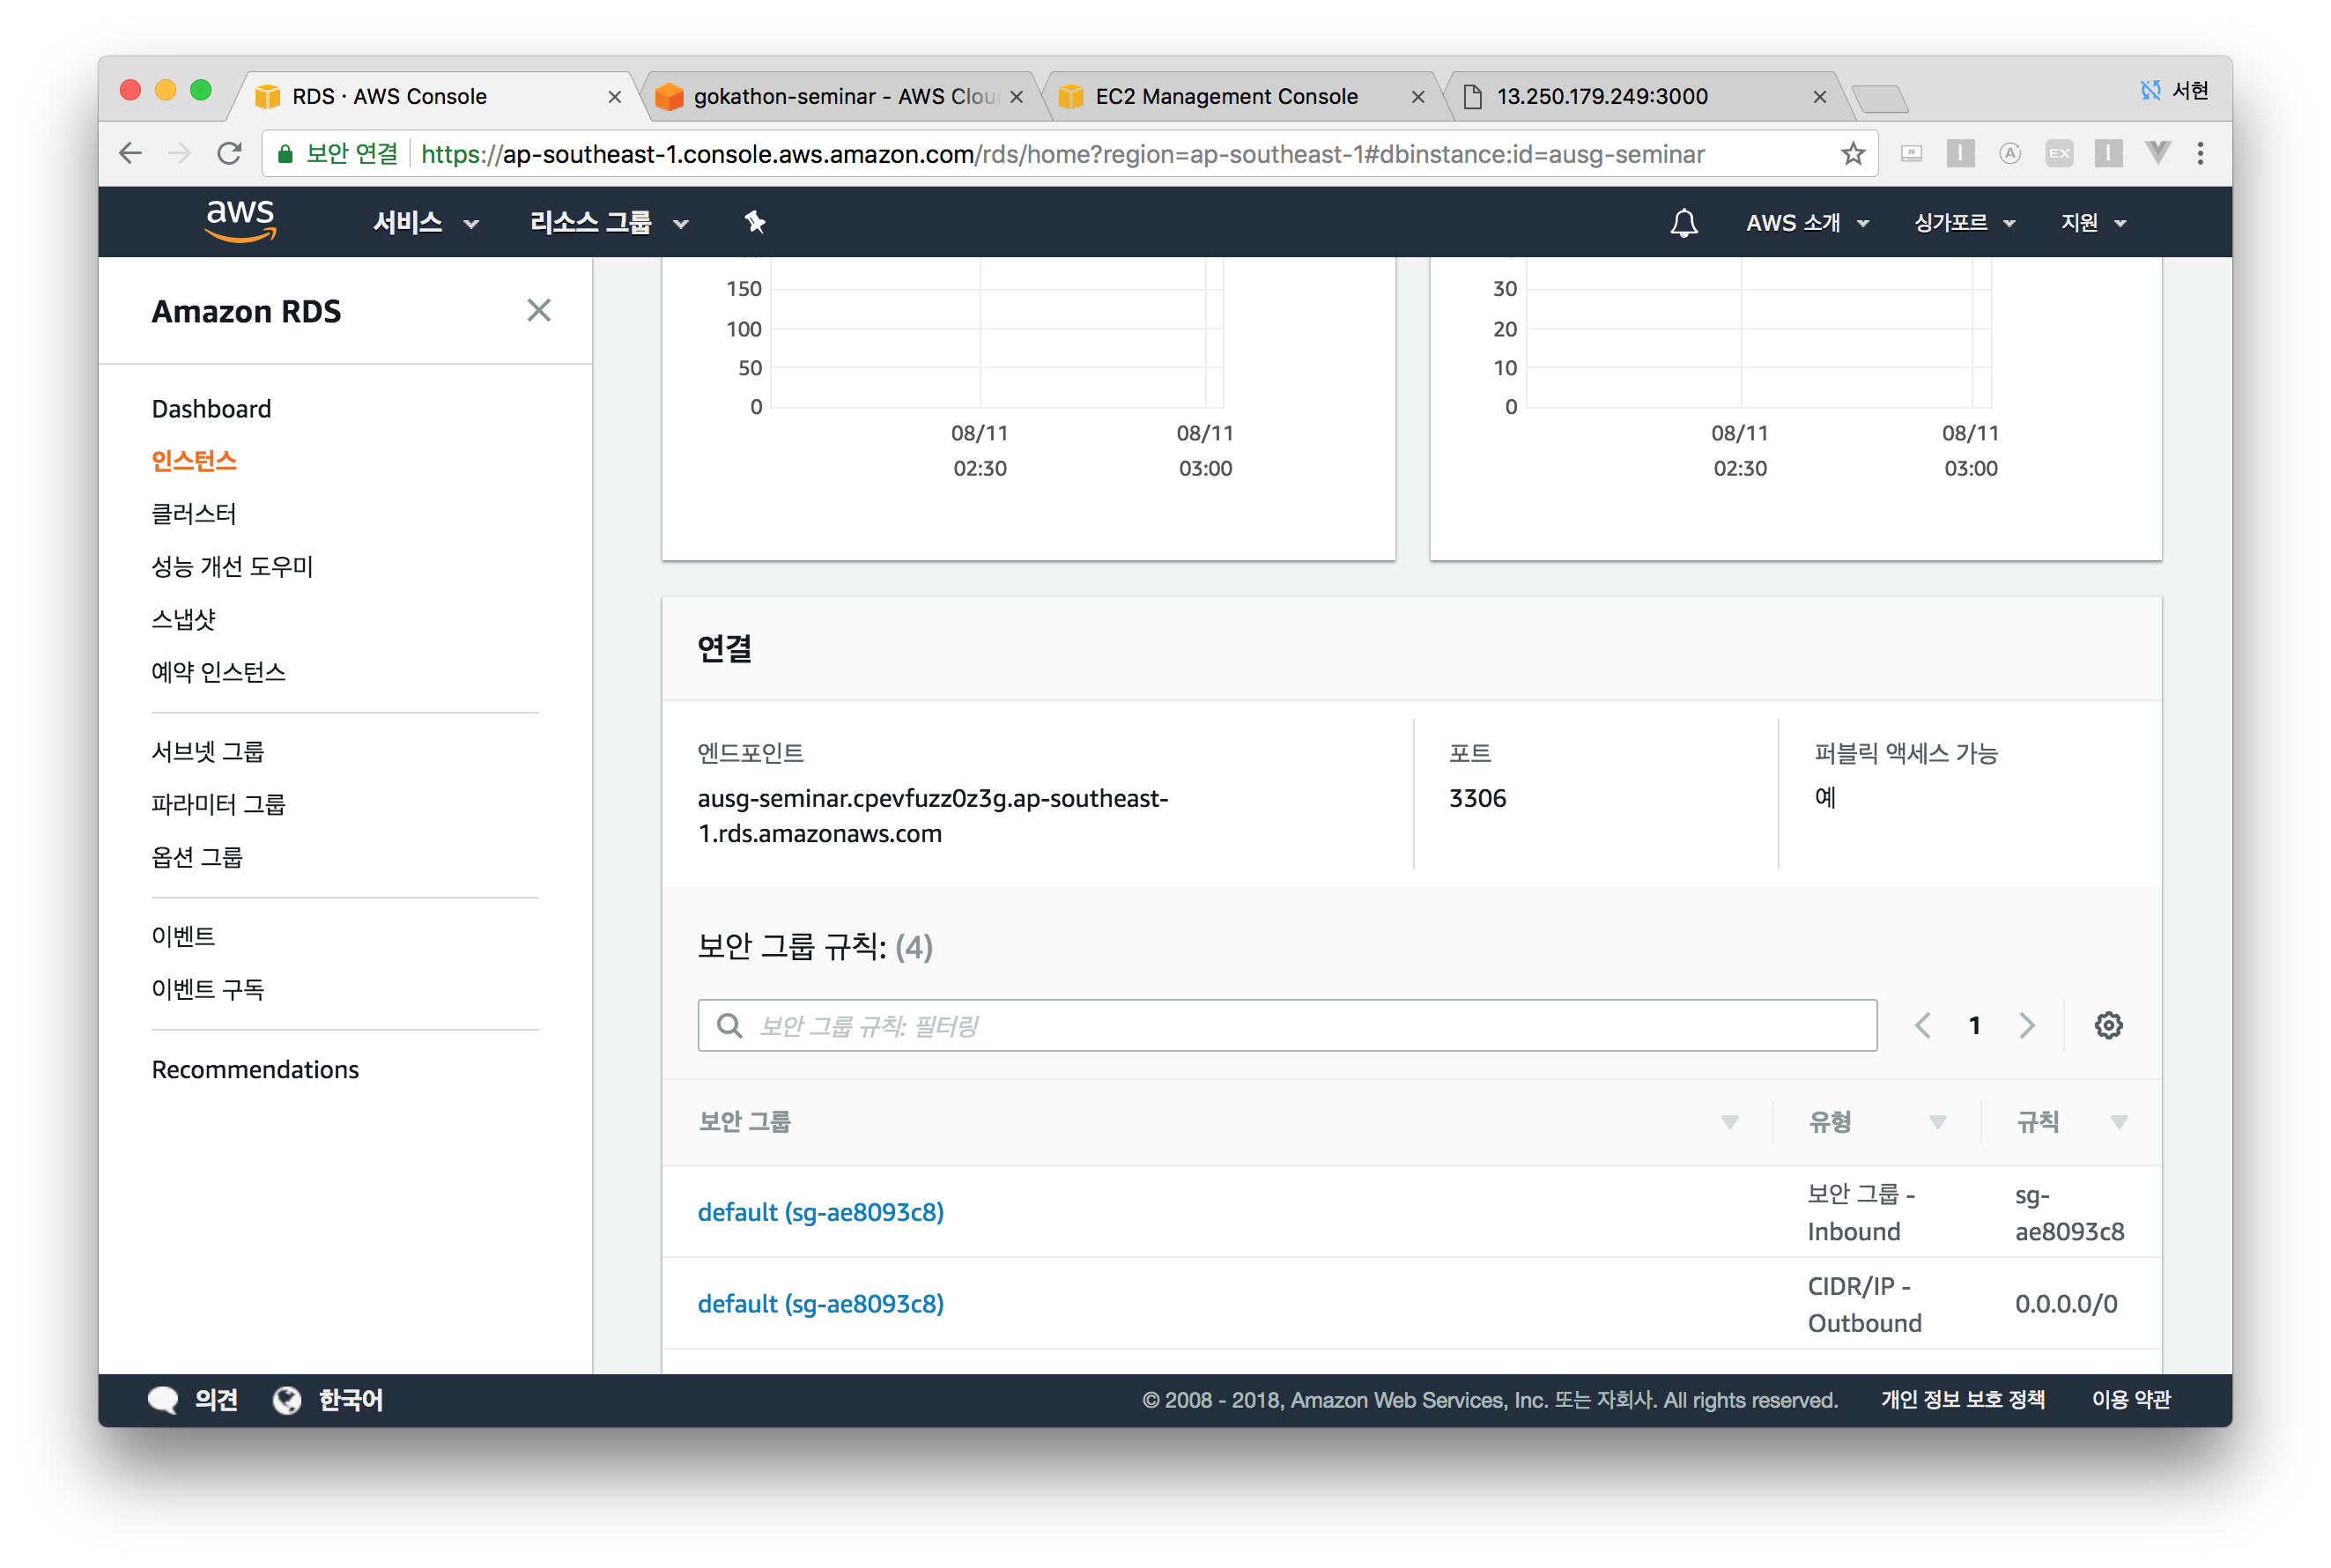 RDS · AWS Console
gokathon-seminar - AWS Clou
EC2 Management Console
13.250.179.249:3000
서현
보안 연결
https://ap-southeast-1.console.aws.amazon.com/rds/home?region=ap-southeast-1#dbinstance:id=ausg-seminar
N
I
A
EX
I
aws
서비스
리소스 그룹
AWS 소개
싱가포르
지원
Amazon RDS
Dashboard
인스턴스
클러스터
성능 개선 도우미
스냅샷
예약 인스턴스
서브넷 그룹
파라미터 그룹
옵션 그룹
이벤트
이벤트 구독
Recommendations
150
100
50
0
08/11
02:30
08/11
03:00
30
20
10
0
08/11
02:30
08/11
03:00
연결
엔드포인트
ausg-seminar.cpevfuzz0z3g.ap-southeast-
1.rds.amazonaws.com
포트
3306
퍼블릭 액세스 가능
예
보안 그룹 규칙: (4)
보안 그룹 규칙: 필터링
1
보안 그룹
유형
규칙
default (sg-ae8093c8)
보안 그룹 -
Inbound
sg-
ae8093c8
default (sg-ae8093c8)
CIDR/IP -
Outbound
0.0.0.0/0
의견
한국어
© 2008 - 2018, Amazon Web Services, Inc. 또는 자회사. All rights reserved.
개인 정보 보호 정책
이용 약관